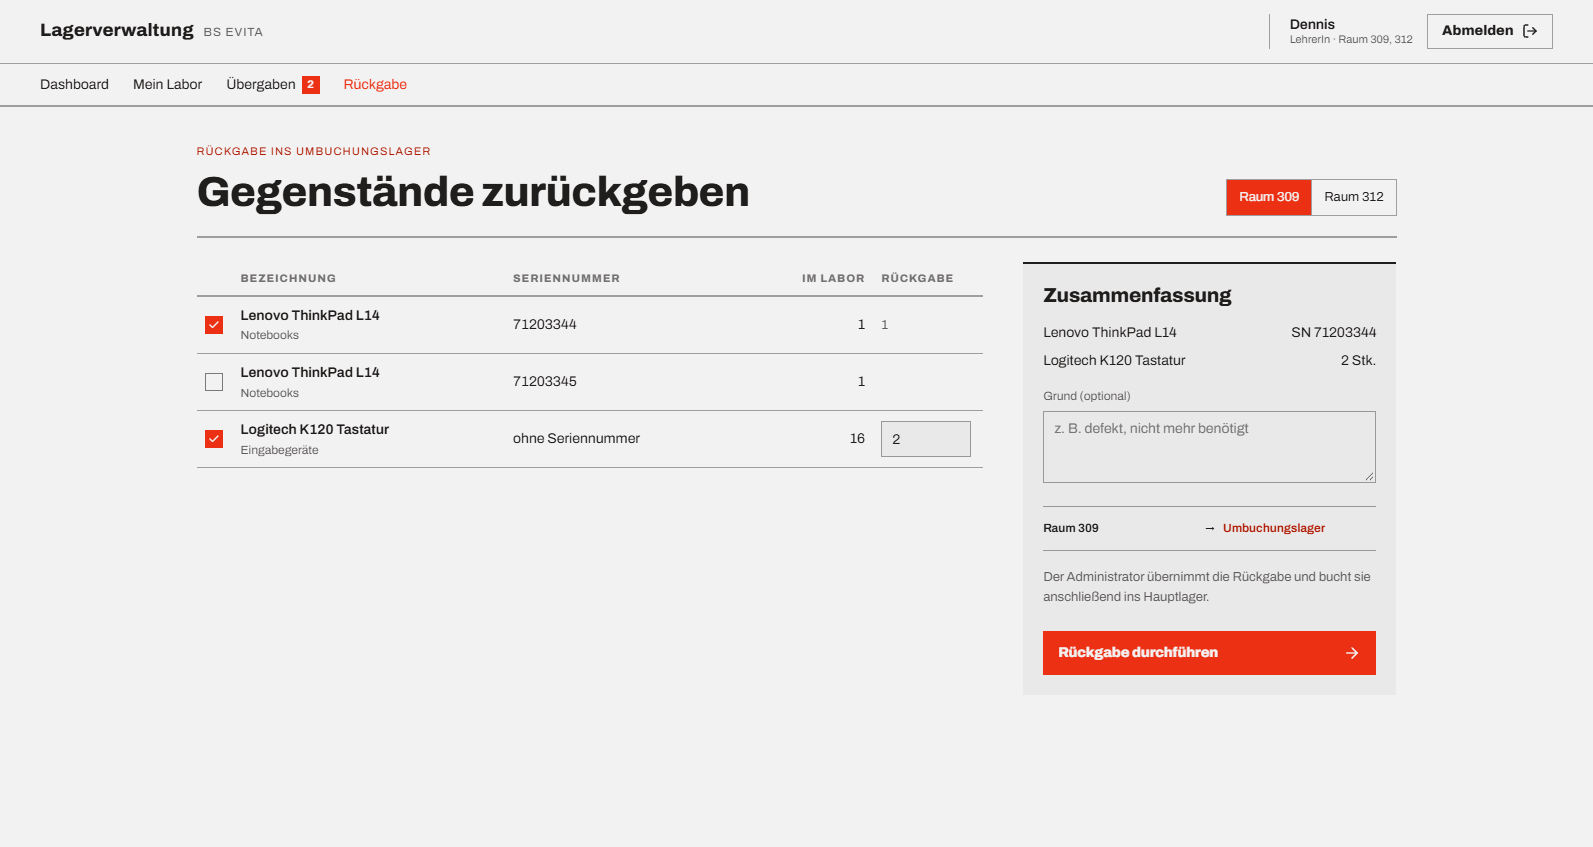 Lagerverwaltung BS EVITA
Dennis
LehrerIn · Raum 309, 312
Abmelden
Dashboard Mein Labor Übergaben 2 Rückgabe
RÜCKGABE INS UMBUCHUNGSLAGER
Gegenstände zurückgeben
Raum 309 Raum 312
BEZEICHNUNG SERIENNUMMER IM LABOR RÜCKGABE
Lenovo ThinkPad L14
Notebooks
71203344 1 1
Lenovo ThinkPad L14
Notebooks
71203345 1
Logitech K120 Tastatur
Eingabegeräte
ohne Seriennummer 16 2
Zusammenfassung
Lenovo ThinkPad L14 SN 71203344
Logitech K120 Tastatur 2 Stk.
Grund (optional)
z. B. defekt, nicht mehr benötigt
Raum 309 → Umbuchungslager
Der Administrator übernimmt die Rückgabe und bucht sie
anschließend ins Hauptlager.
Rückgabe durchführen →